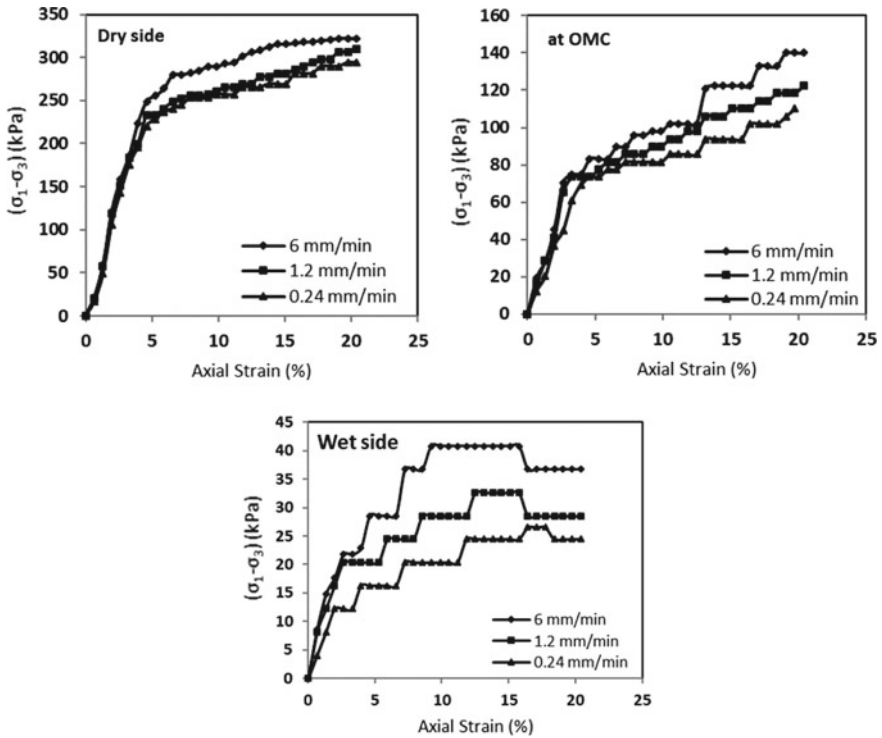 Dry side
350
300
250
200
150
100
50
0
(σ₁-σ₃) (kPa)
6 mm/min
1.2 mm/min
0.24 mm/min
0 5 10 15 20 25
Axial Strain (%)
at OMC
160
140
120
100
80
60
40
20
0
(σ₁-σ₃) (kPa)
6 mm/min
1.2 mm/min
0.24 mm/min
0 5 10 15 20 25
Axial Strain (%)
Wet side
45
40
35
30
25
20
15
10
5
0
(σ₁-σ₃) (kPa)
6 mm/min
1.2 mm/min
0.24 mm/min
0 5 10 15 20 25
Axial Strain (%)